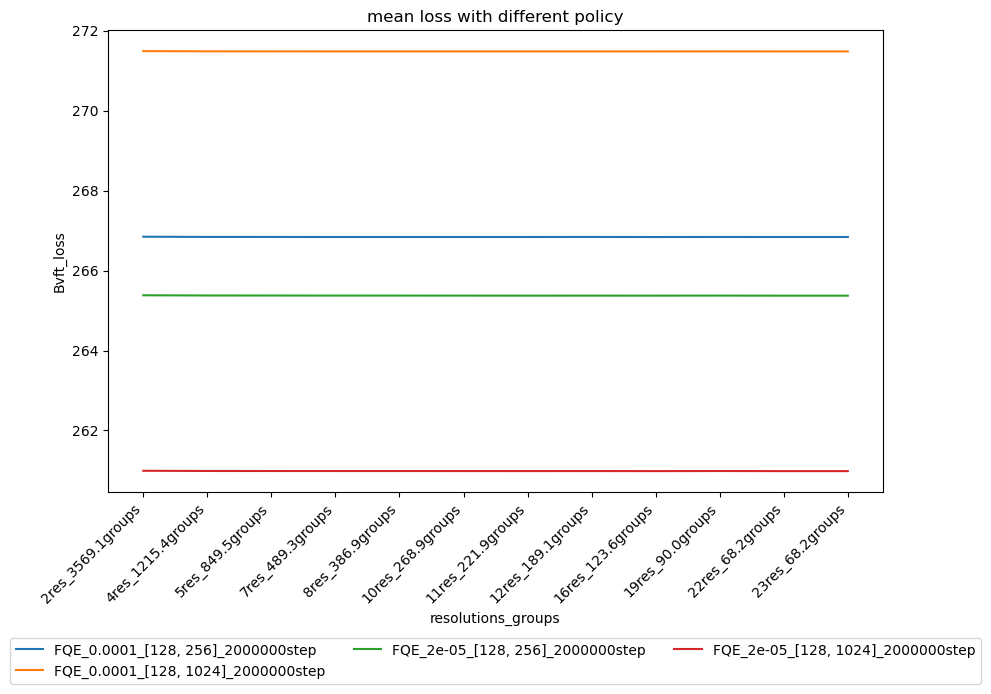 mean loss with different policy
272
270
268
266
264
262
Bvft_loss
2res_3569.1groups
4res_1215.4groups
5res_849.5groups
7res_489.3groups
8res_386.9groups
10res_268.9groups
11res_221.9groups
12res_189.1groups
16res_123.6groups
19res_90.0groups
22res_68.2groups
23res_68.2groups
resolutions_groups
FQE_0.0001_[128, 256]_2000000step
FQE_0.0001_[128, 1024]_2000000step
FQE_2e-05_[128, 256]_2000000step
FQE_2e-05_[128, 1024]_2000000step